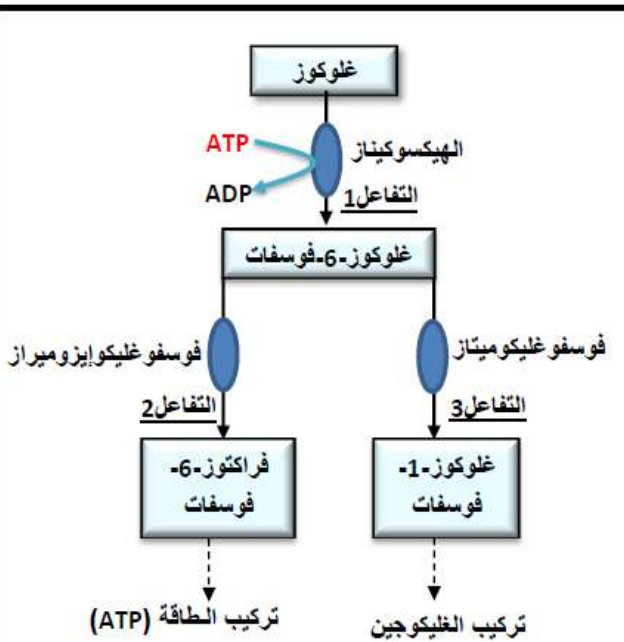 غلوكوز
الهيكسوكيناز
ATP
ADP
التفاعل1
غلوكوز-6-فوسفات
فوسفوغليكوميتاز
فوسفوغليكوإيزوميراز
التفاعل3
التفاعل2
غلوكوز-1-
فوسفات
فراكتوز-6-
فوسفات
تركيب الغليكوجين
تركيب الطاقة (ATP)